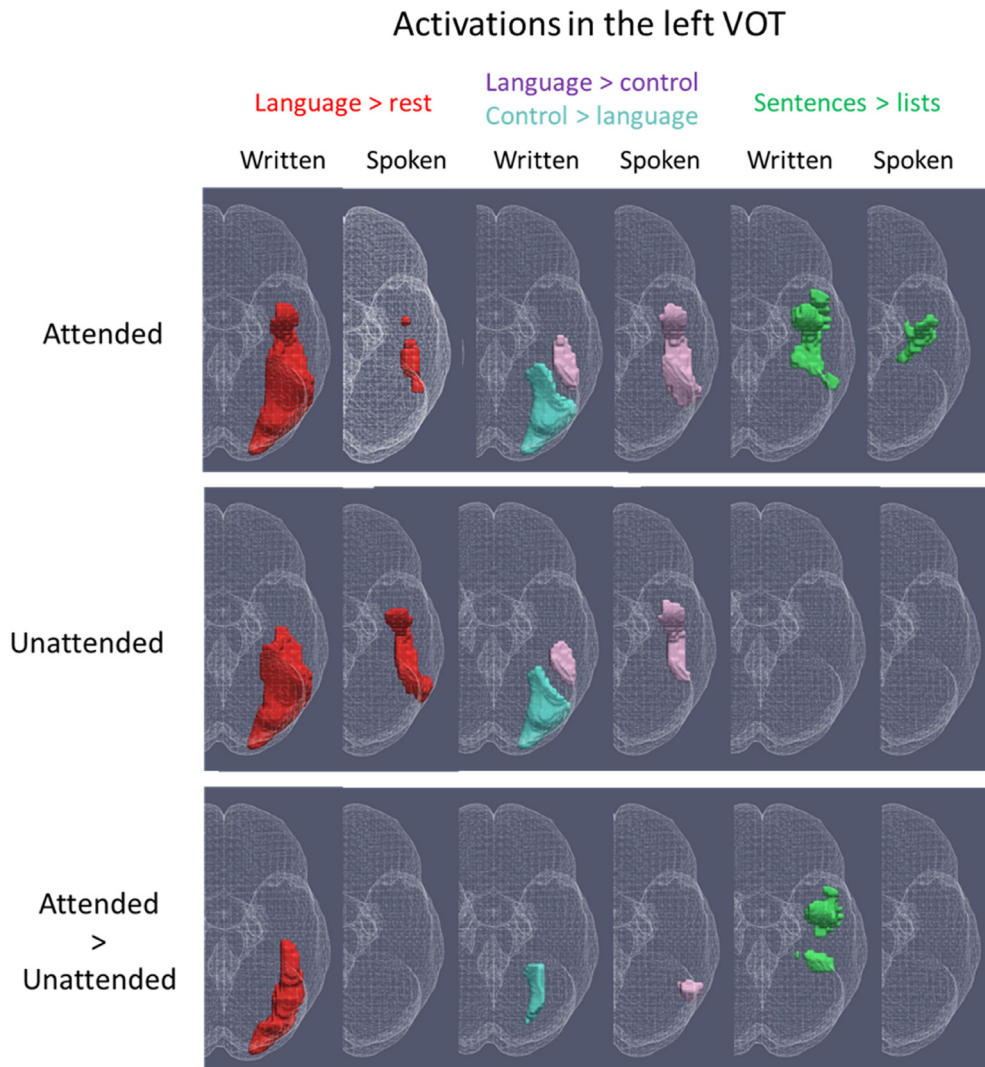 Activations in the left VOT
Language > rest
Language > control
Control > language
Sentences > lists
Written
Spoken
Written
Spoken
Written
Spoken
Attended
Unattended
Attended
>
Unattended